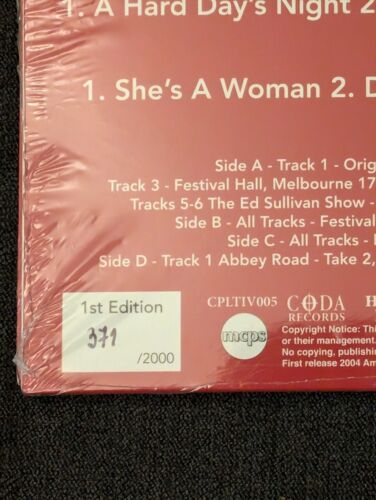 1. A Hard Day's Night 2
1. She's A Woman 2. D
Side A - Track 1 - Orig
Track 3 - Festival Hall, Melbourne 17
Tracks 5-6 The Ed Sullivan Show -
Side B - All Tracks - Festival
Side C - All Tracks -
Side D - Track 1 Abbey Road - Take 2,
1st Edition
371
/2000
CPLTIV005
CODA
RECORDS
H
mcps
Copyright Notice: Thi
or their management.
No copying, publishing
First release 2004 Am